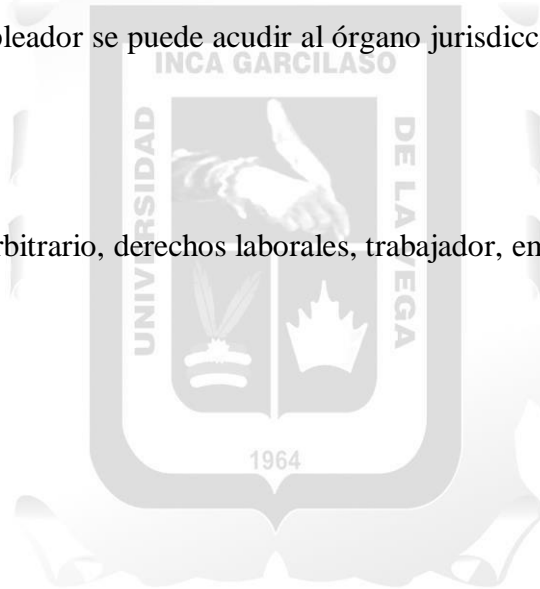 pleador se puede acudir al órgano jurisdicc
INCA GARCILASO
UNIVERSIDAD
DE LA VEGA
rbitrario, derechos laborales, trabajador, en
1964